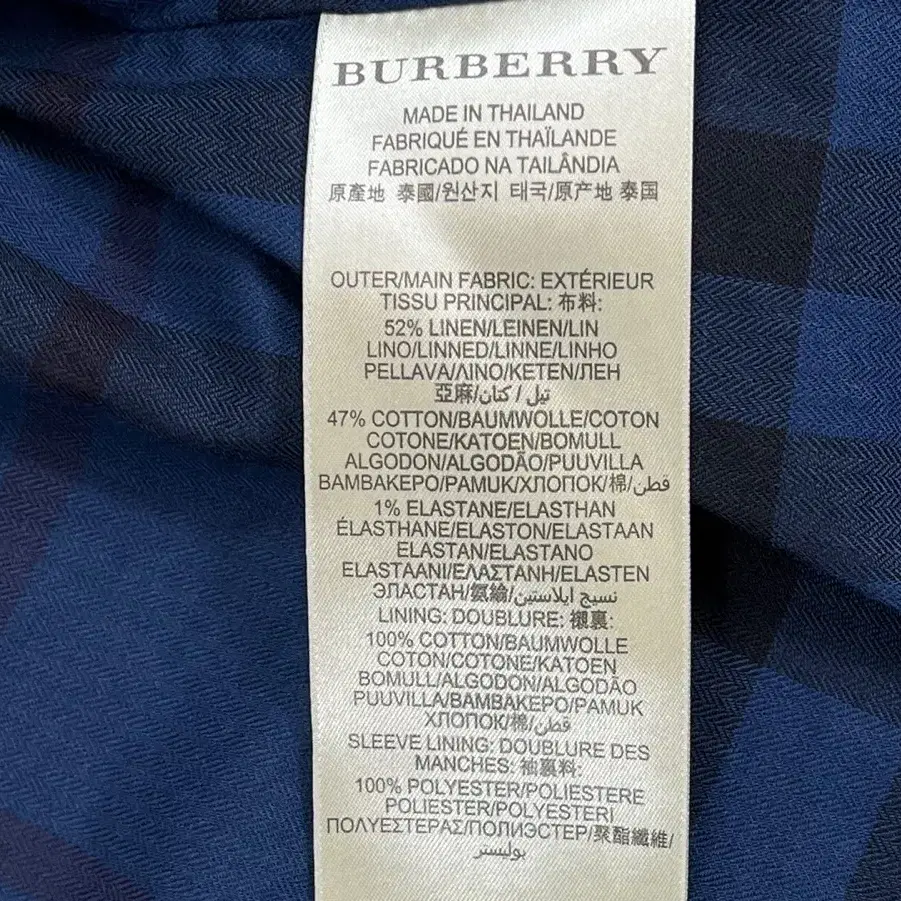 BURBERRY
MADE IN THAILAND
FABRIQUÉ EN THAÏLANDE
FABRICADO NA TAILÂNDIA
原產地 泰國/원산지 태국/原产地 泰国
OUTER/MAIN FABRIC: EXTÉRIEUR
TISSU PRINCIPAL: 布料:
52% LINEN/LEINEN/LIN
LINO/LINNED/LINNE/LINHO
PELLAVA/ΛΙΝΟ/KETEN/ЛЕН
亞麻/تيل / كتان
47% COTTON/BAUMWOLLE/COTON
COTONE/KATOEN/BOMULL
ALGODON/ALGODÃO/PUUVILLA
ΒΑΜΒΑΚΕΡΟ/PAMUK/ХЛОПОК/棉/قطن
1% ELASTANE/ELASTHAN
ÉLASTHANE/ELASTON/ELASTAAN
ELASTAN/ELASTANO
ELASTAANI/ΕΛΑΣΤΑΝΗ/ELASTEN
ЭЛАСТАН/氨綸/نسيج ايلاستين
LINING: DOUBLURE: 襯裏:
100% COTTON/BAUMWOLLE
COTON/COTONE/KATOEN
BOMULL/ALGODON/ALGODÃO
PUUVILLA/ΒΑΜΒΑΚΕΡΟ/PAMUK
ХЛОПОК/棉/قطن
SLEEVE LINING: DOUBLURE DES
MANCHES: 袖裏料:
100% POLYESTER/POLIESTERE
POLIESTER/POLYESTERI
ΠΟΛΥΕΣΤΕΡΑΣ/ПОЛИЭСТЕР/聚酯纖維/
بوليستر